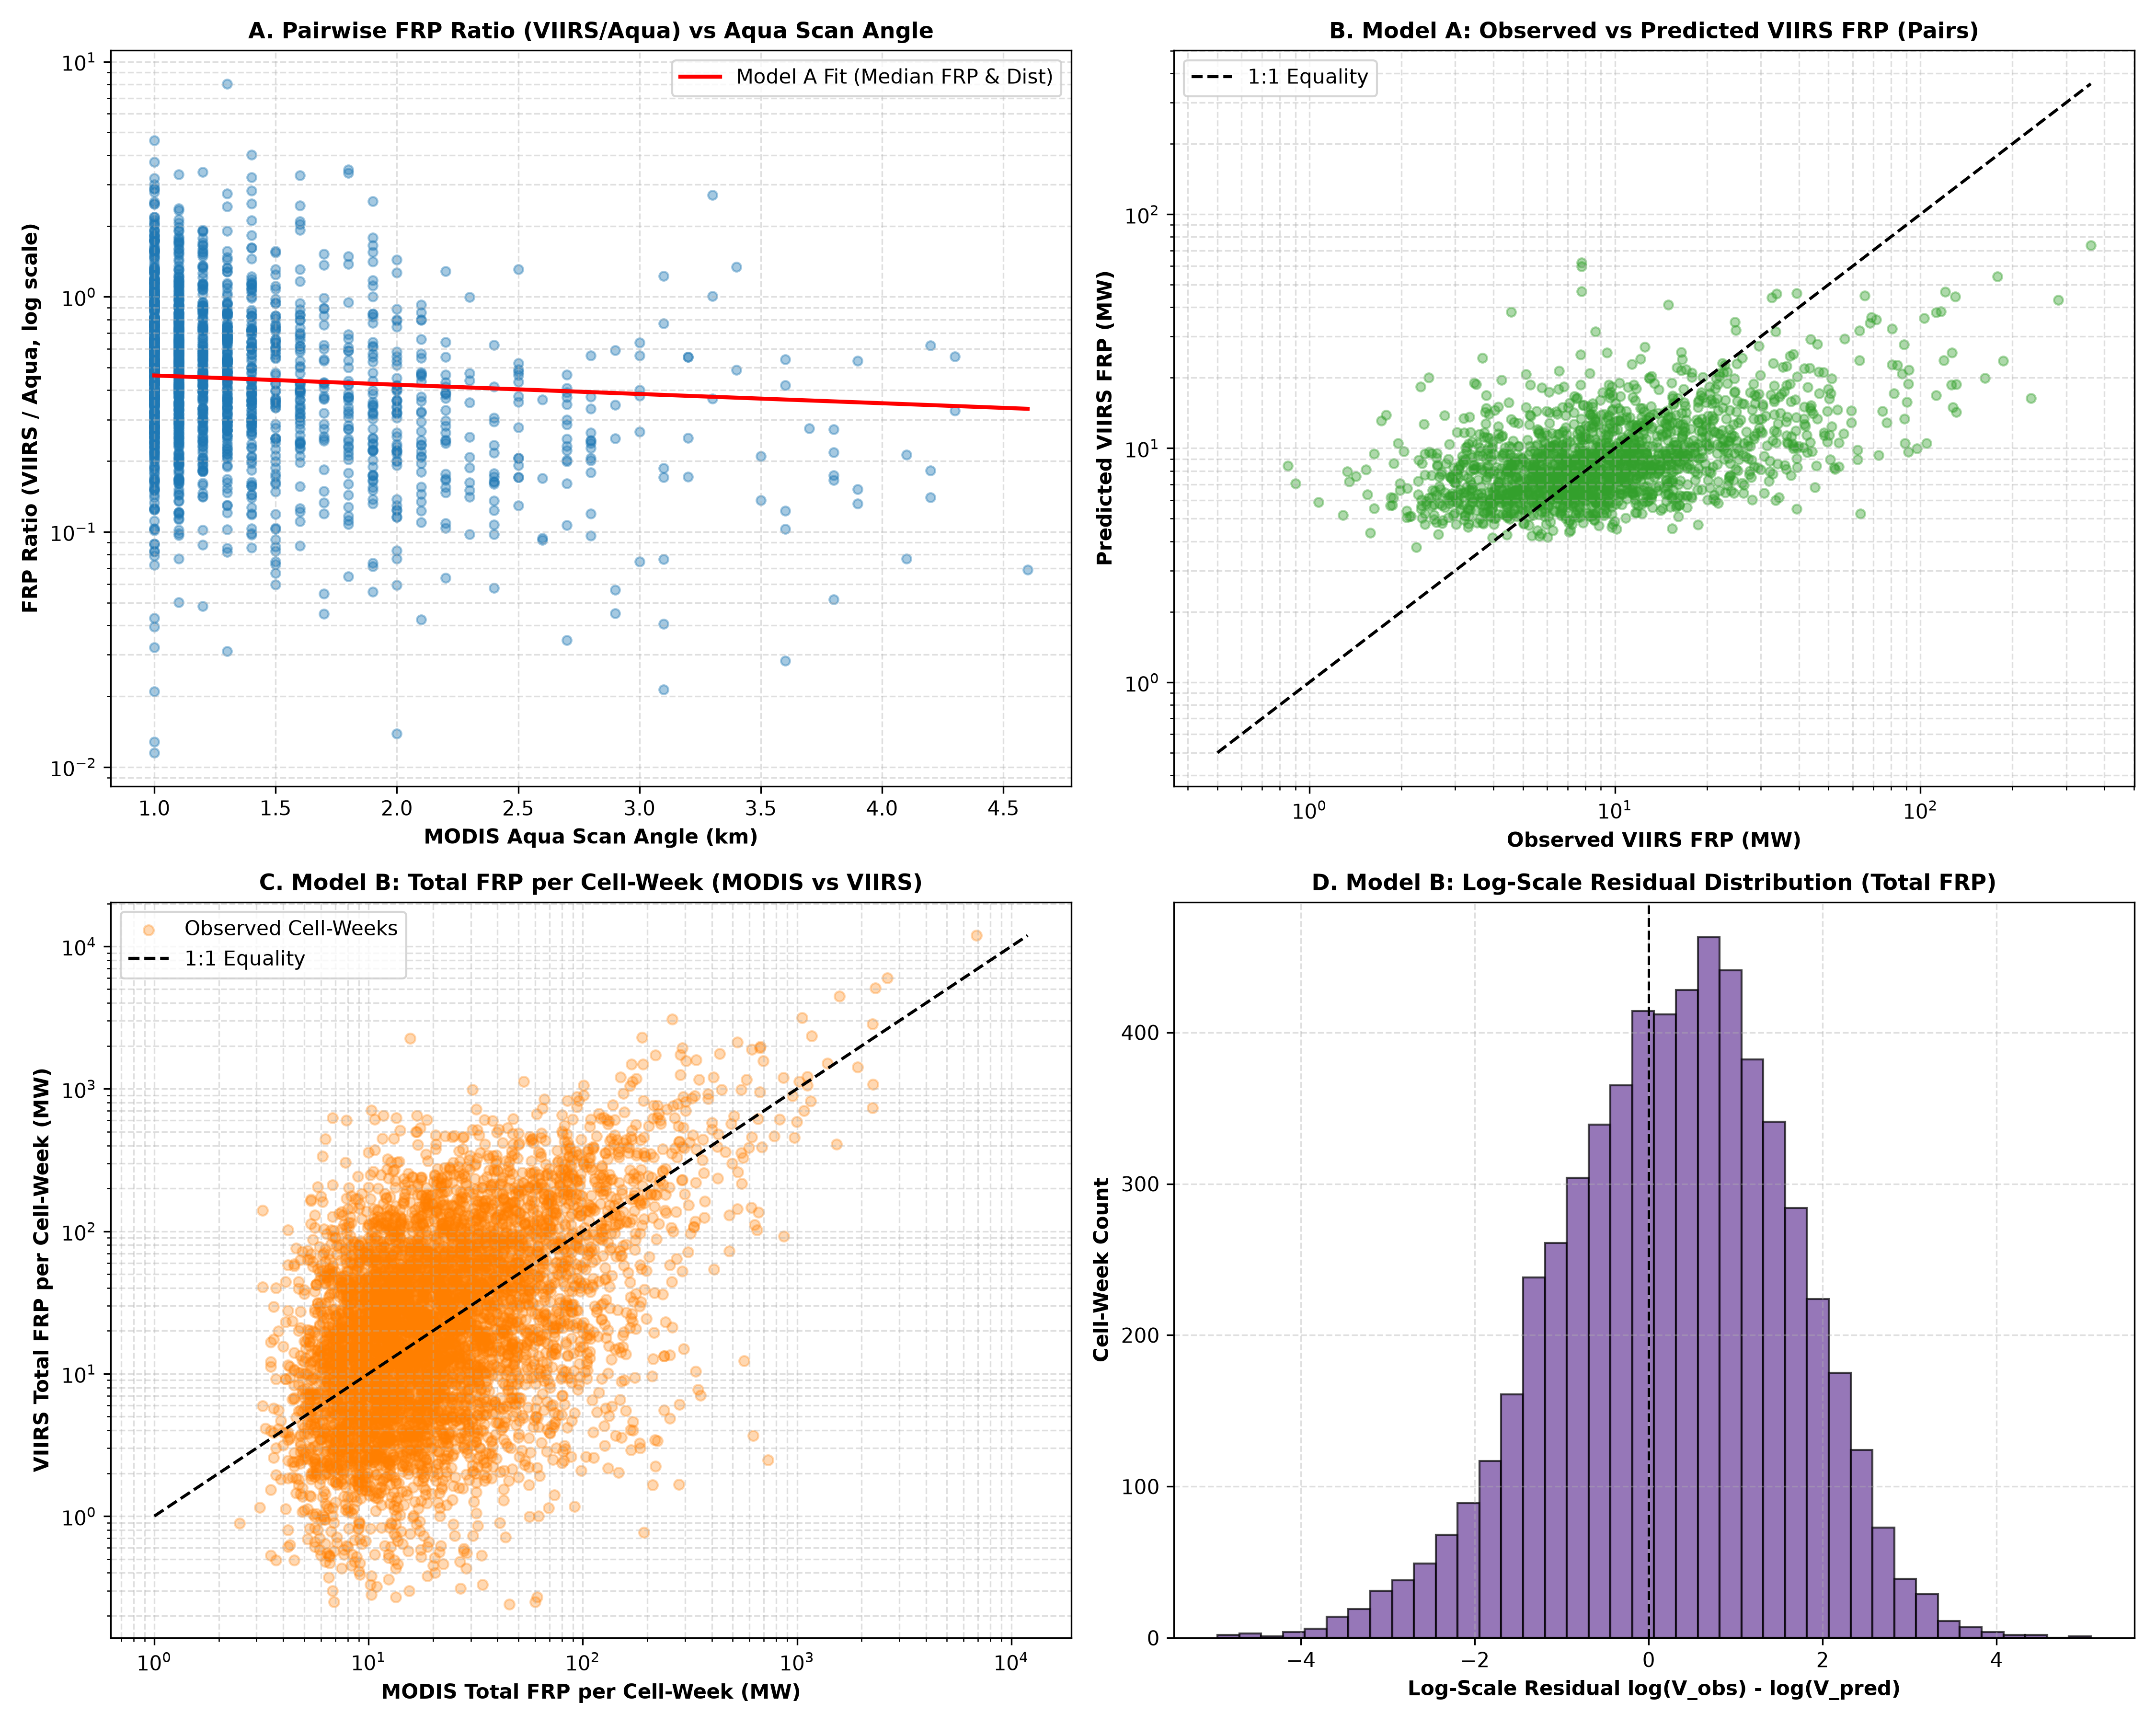 A. Pairwise FRP Ratio (VIIRS/Aqua) vs Aqua Scan Angle
Model A Fit (Median FRP & Dist)
FRP Ratio (VIIRS / Aqua, log scale)
10¹
10⁰
10⁻¹
10⁻²
1.0 1.5 2.0 2.5 3.0 3.5 4.0 4.5
MODIS Aqua Scan Angle (km)
B. Model A: Observed vs Predicted VIIRS FRP (Pairs)
1:1 Equality
Predicted VIIRS FRP (MW)
10²
10¹
10⁰
10⁰ 10¹ 10²
Observed VIIRS FRP (MW)
C. Model B: Total FRP per Cell-Week (MODIS vs VIIRS)
Observed Cell-Weeks
1:1 Equality
VIIRS Total FRP per Cell-Week (MW)
10⁴
10³
10²
10¹
10⁰
10⁰ 10¹ 10² 10³ 10⁴
MODIS Total FRP per Cell-Week (MW)
D. Model B: Log-Scale Residual Distribution (Total FRP)
Cell-Week Count
400
300
200
100
0
−4 −2 0 2 4
Log-Scale Residual log(V_obs) - log(V_pred)